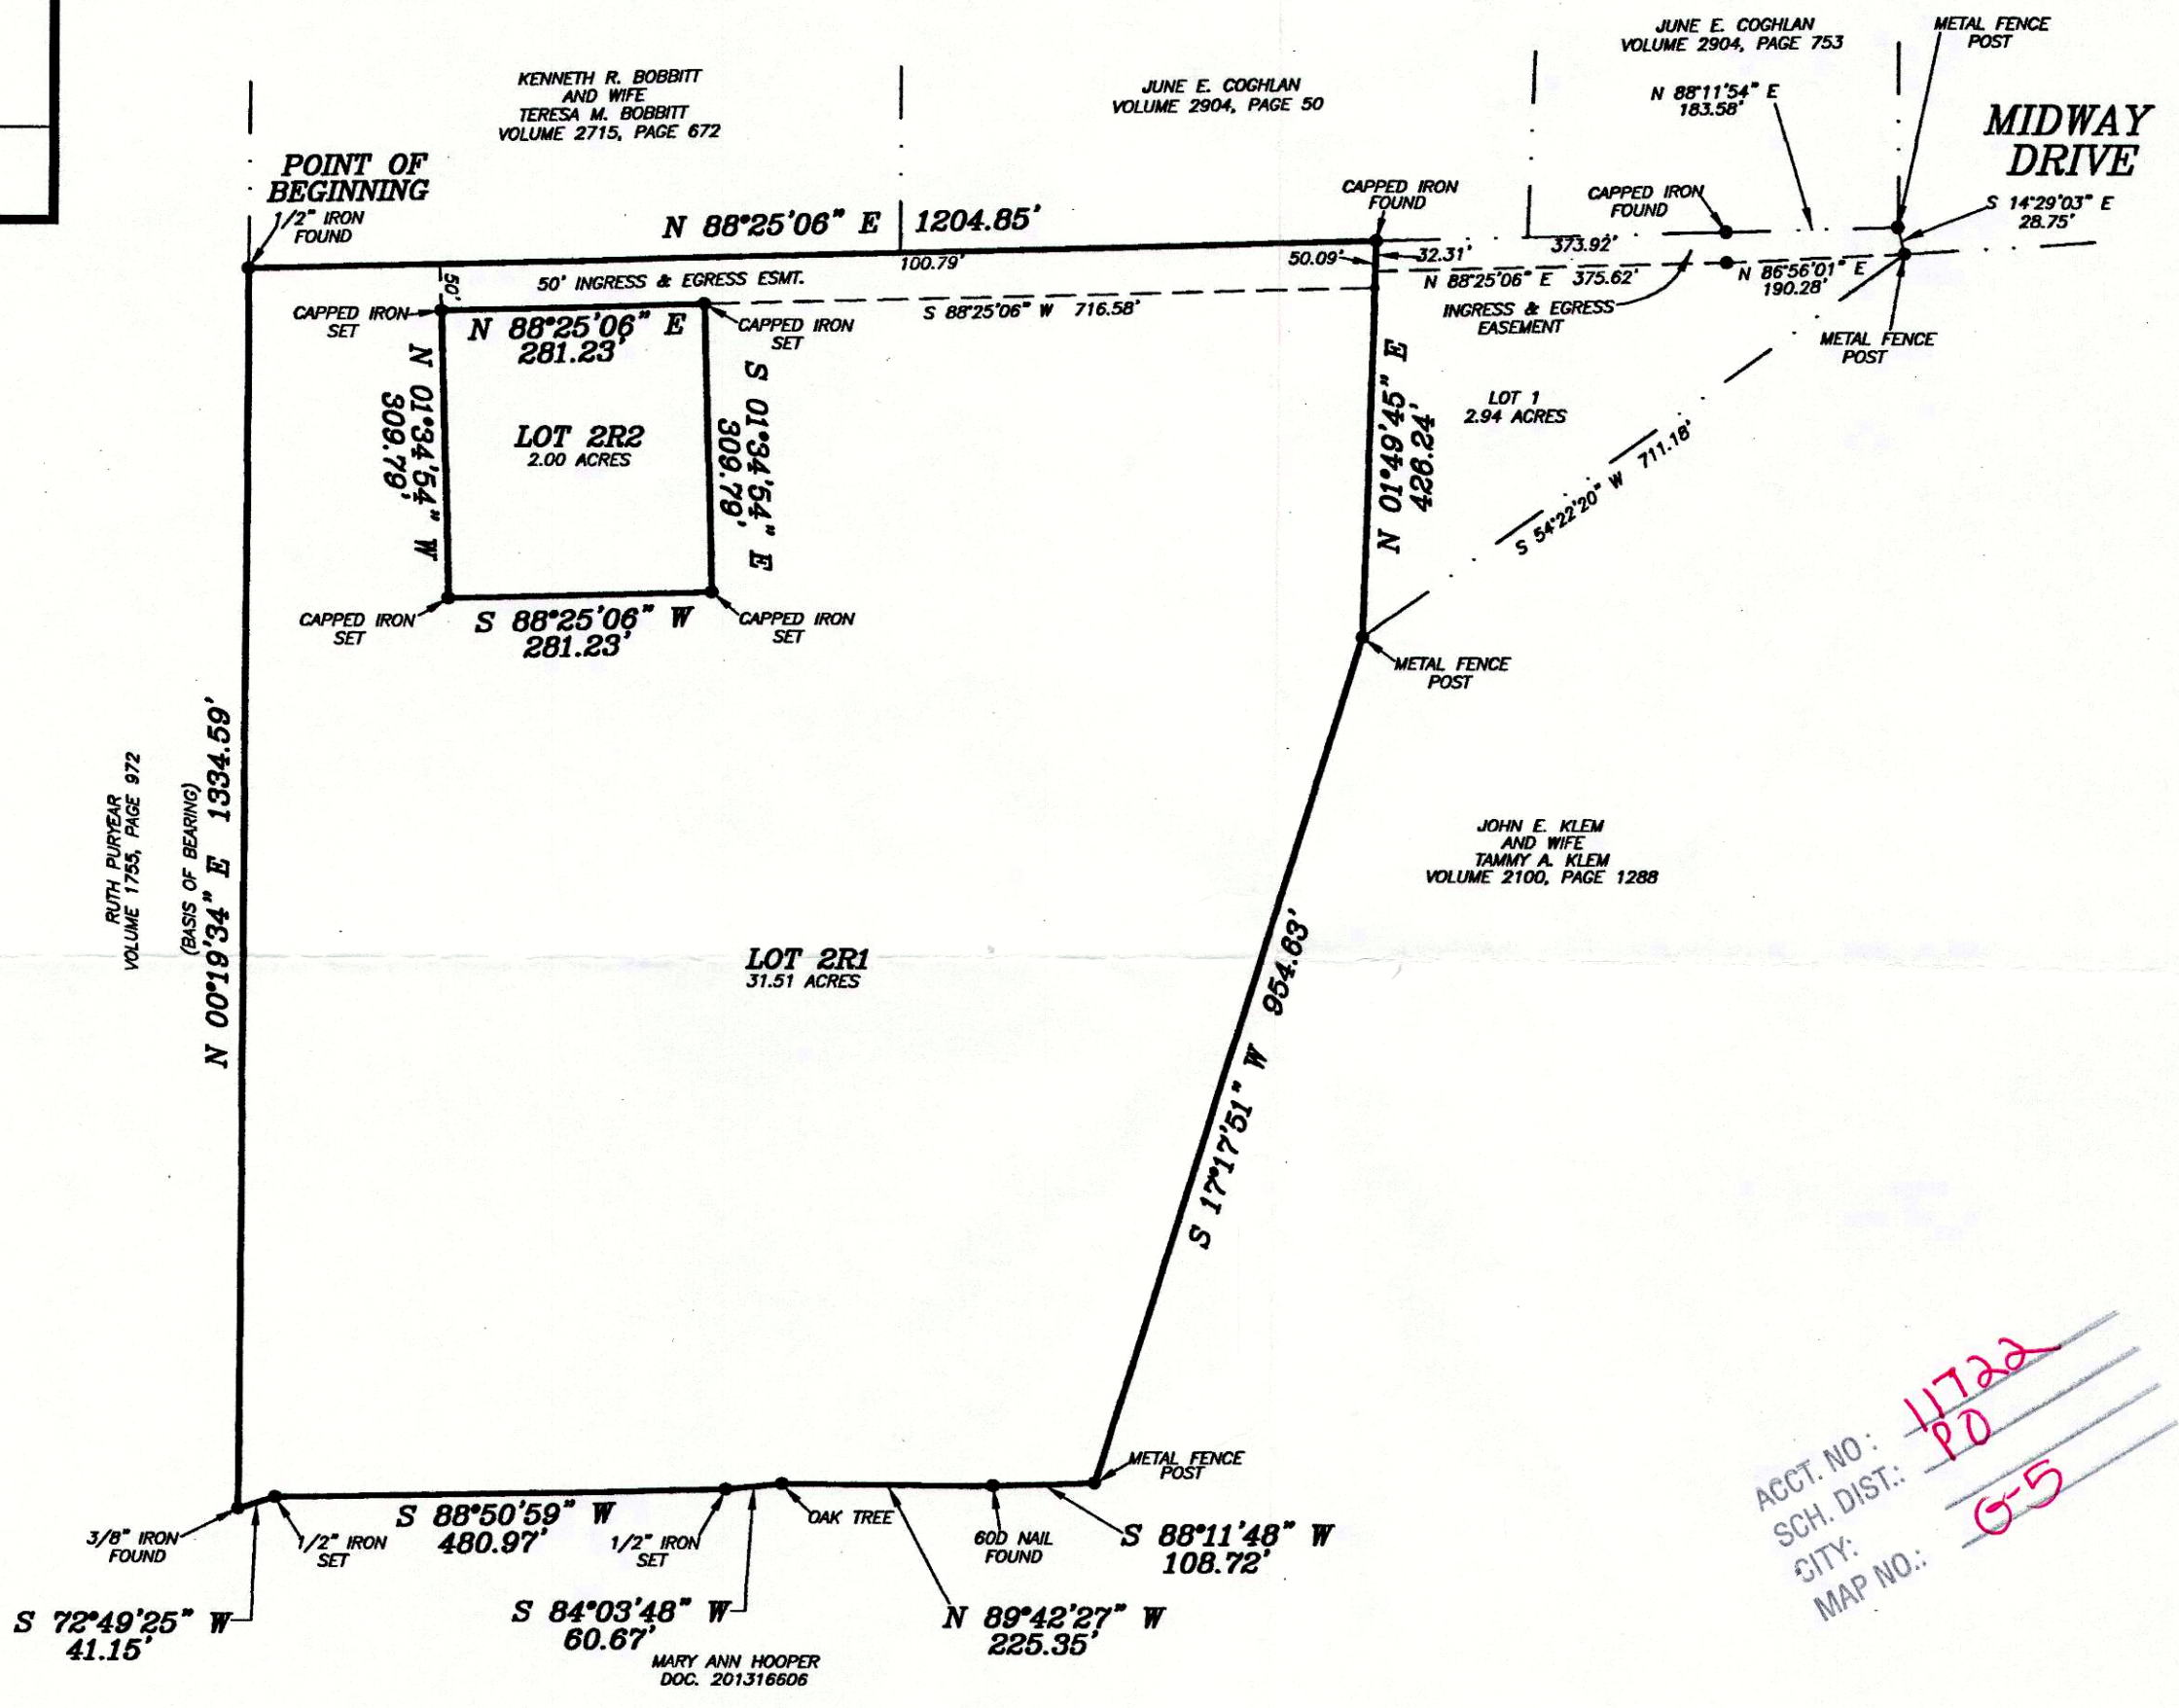 KENNETH R. BOBBITT
AND WIFE
TERESA M. BOBBITT
VOLUME 2715, PAGE 672
JUNE E. COGHLAN
VOLUME 2904, PAGE 50
JUNE E. COGHLAN
VOLUME 2904, PAGE 753
METAL FENCE
POST
N 88°11'54" E
183.58'
MIDWAY
DRIVE
POINT OF
BEGINNING
1/2" IRON
FOUND
N 88°25'06" E
1204.85'
CAPPED IRON
FOUND
CAPPED IRON
FOUND
S 14°29'03" E
28.75'
100.79'
50.09'
32.31'
373.92'
50'
50' INGRESS & EGRESS ESMT.
N 88°25'06" E 375.62'
N 86°56'01" E
190.28'
CAPPED IRON
SET
N 88°25'06" E
281.23'
CAPPED IRON
SET
S 88°25'06" W 716.58'
INGRESS & EGRESS
EASEMENT
METAL FENCE
POST
N 01°34'54" W
309.79'
LOT 2R2
2.00 ACRES
S 01°34'54" E
309.79'
N 01°49'45" E
426.24'
LOT 1
2.94 ACRES
S 54°22'20" W 711.18'
CAPPED IRON
SET
S 88°25'06" W
281.23'
CAPPED IRON
SET
METAL FENCE
POST
RUTH PURYEAR
VOLUME 1755, PAGE 972
(BASIS OF BEARING)
N 00°19'34" E 1334.59'
JOHN E. KLEM
AND WIFE
TAMMY A. KLEM
VOLUME 2100, PAGE 1288
LOT 2R1
31.51 ACRES
S 17°17'51" W 954.63'
METAL FENCE
POST
3/8" IRON
FOUND
1/2" IRON
SET
S 88°50'59" W
480.97'
1/2" IRON
SET
OAK TREE
60D NAIL
FOUND
S 88°11'48" W
108.72'
S 72°49'25" W
41.15'
S 84°03'48" W
60.67'
N 89°42'27" W
225.35'
MARY ANN HOOPER
DOC. 201316606
ACCT. NO: 11722
SCH. DIST.: PO
CITY:
MAP NO.: G-5